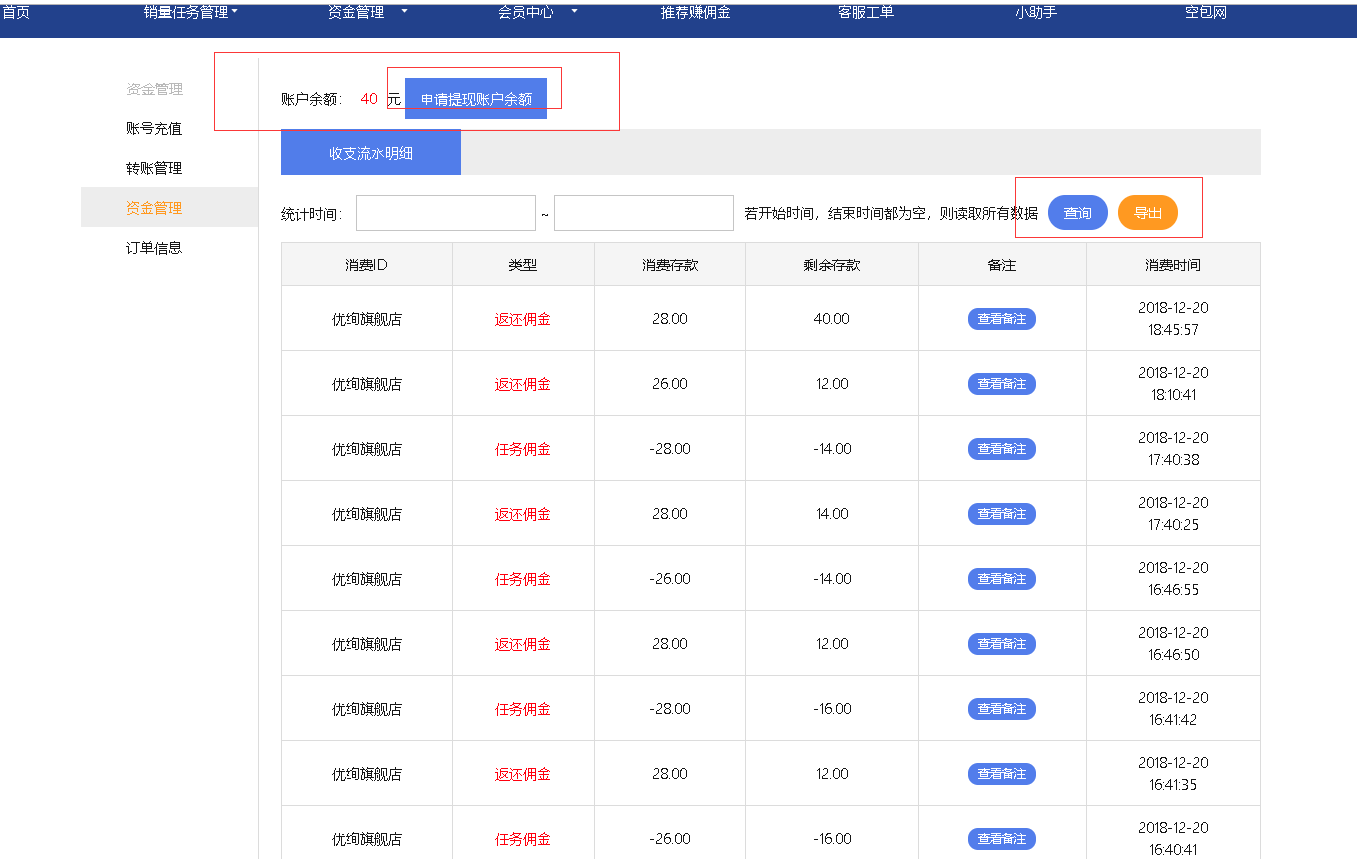 首页 销量任务管理 资金管理 会员中心 推荐赚佣金 客服工单 小助手 空包网
资金管理
账号充值
转账管理
资金管理
订单信息
账户余额： 40 元 申请提现账户余额
收支流水明细
统计时间： ~ 若开始时间，结束时间都为空，则读取所有数据 查询 导出
消费ID 类型 消费存款 剩余存款 备注 消费时间
优绚旗舰店 返还佣金 28.00 40.00 查看备注 2018-12-20
18:45:57
优绚旗舰店 返还佣金 26.00 12.00 查看备注 2018-12-20
18:10:41
优绚旗舰店 任务佣金 -28.00 -14.00 查看备注 2018-12-20
17:40:38
优绚旗舰店 返还佣金 28.00 14.00 查看备注 2018-12-20
17:40:25
优绚旗舰店 任务佣金 -26.00 -14.00 查看备注 2018-12-20
16:46:55
优绚旗舰店 返还佣金 28.00 12.00 查看备注 2018-12-20
16:46:50
优绚旗舰店 任务佣金 -28.00 -16.00 查看备注 2018-12-20
16:41:42
优绚旗舰店 返还佣金 28.00 12.00 查看备注 2018-12-20
16:41:35
优绚旗舰店 任务佣金 -26.00 -16.00 查看备注 2018-12-20
16:40:41